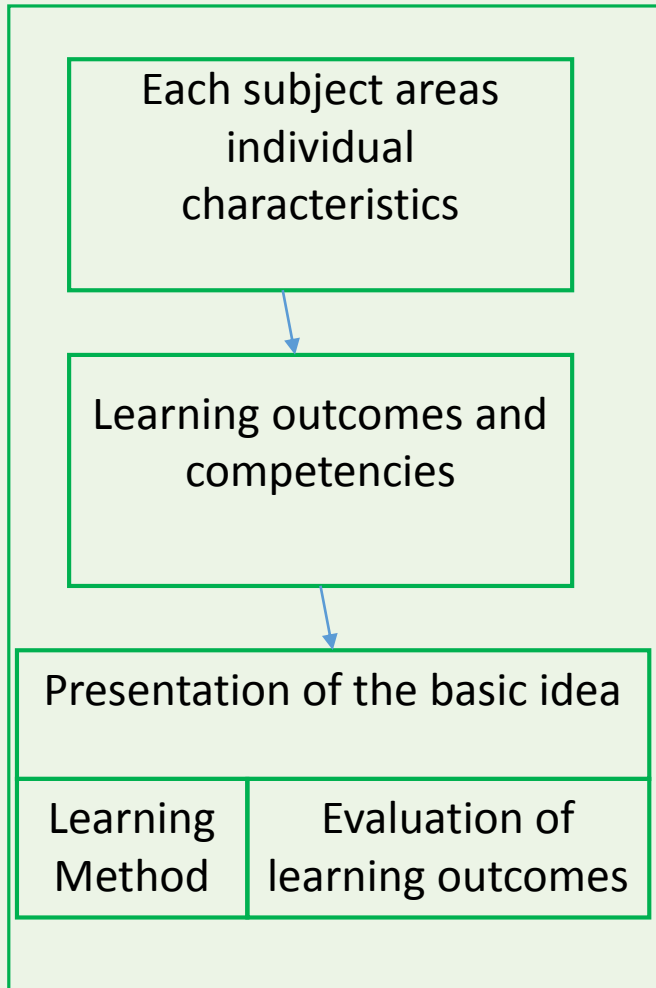 Each subject areas
individual
characteristics
Learning outcomes and
competencies
Presentation of the basic idea
Learning
Method
Evaluation of
learning outcomes